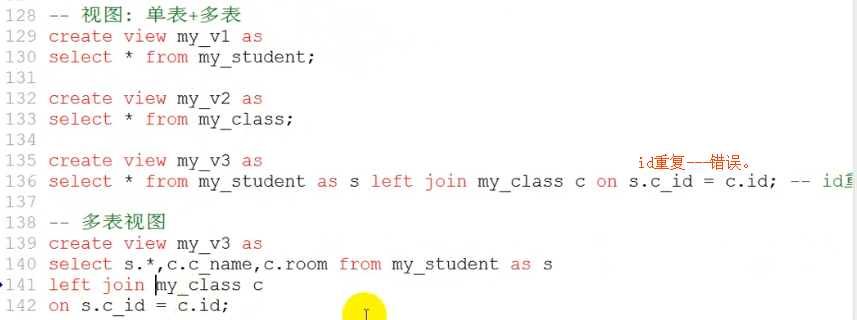 128 -- 视图: 单表+多表
129 create view my_v1 as
130 select * from my_student;
131
132 create view my_v2 as
133 select * from my_class;
134
135 create view my_v3 as
id重复---错误。
136 select * from my_student as s left join my_class c on s.c_id = c.id; -- id
137
138 -- 多表视图
139 create view my_v3 as
140 select s.*,c.c_name,c.room from my_student as s
141 left join my_class c
142 on s.c_id = c.id;